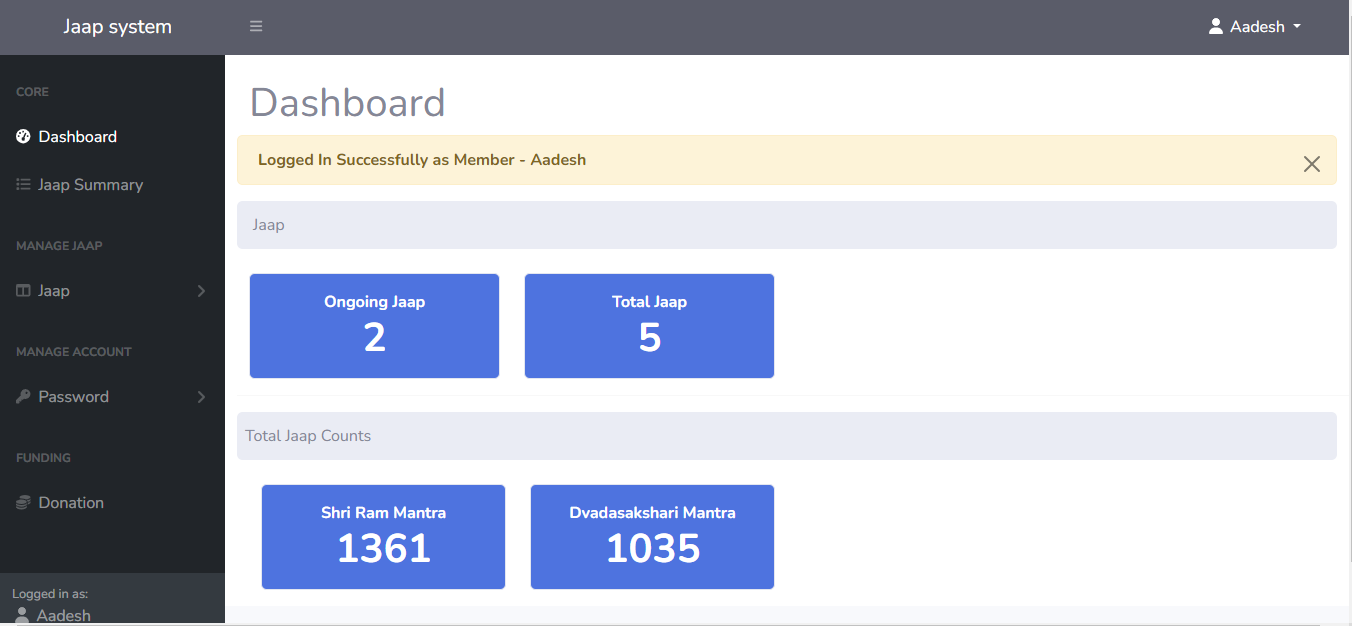 Jaap system
Aadesh
CORE
Dashboard
Jaap Summary
MANAGE JAAP
Jaap
MANAGE ACCOUNT
Password
FUNDING
Donation
Logged in as:
Aadesh
Dashboard
Logged In Successfully as Member - Aadesh
Jaap
Ongoing Jaap
2
Total Jaap
5
Total Jaap Counts
Shri Ram Mantra
1361
Dvadasakshari Mantra
1035